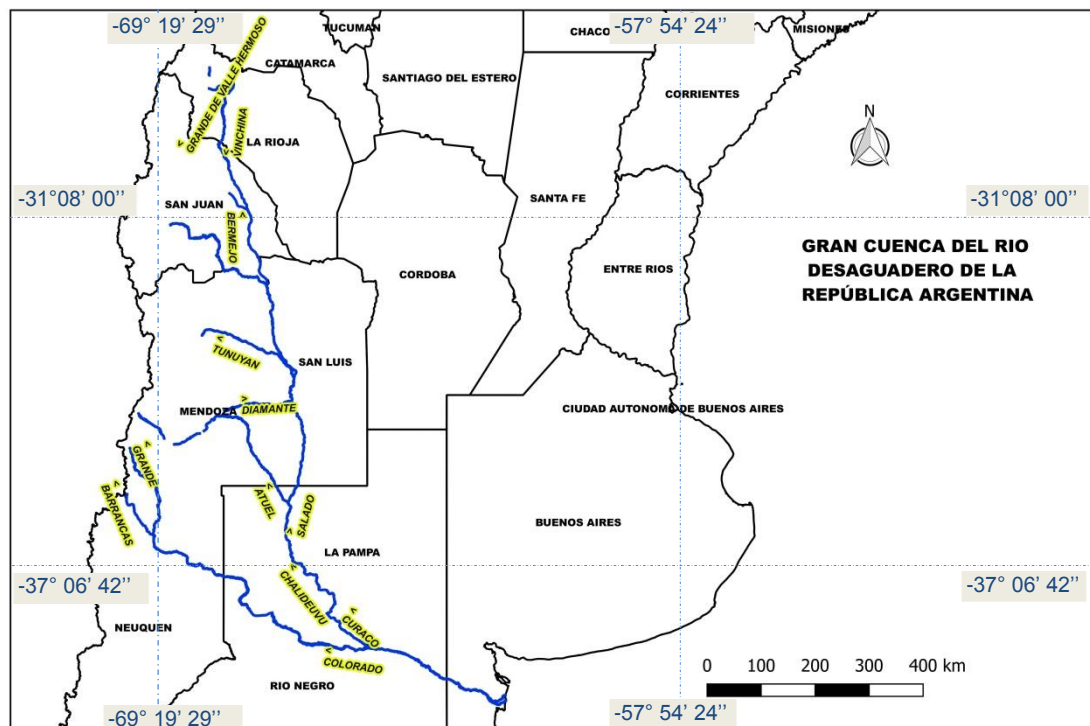 -69° 19’ 29’’
-57° 54’ 24’’
TUCUMAN
CHACO
MISIONES
CATAMARCA
SANTIAGO DEL ESTERO
CORRIENTES
GRANDE DE VALLE HERMOSO
VINCHINA
LA RIOJA
N
-31°08’ 00’’
-31°08’ 00’’
SAN JUAN
SANTA FE
BERMEJO
GRAN CUENCA DEL RIO
DESAGUADERO DE LA
REPÚBLICA ARGENTINA
ENTRE RIOS
CORDOBA
TUNUYAN
SAN LUIS
MENDOZA
DIAMANTE
CIUDAD AUTONOMA DE BUENOS AIRES
GRANDE
BARRANCAS
ATUEL
SALADO
BUENOS AIRES
LA PAMPA
-37° 06’ 42’’
-37° 06’ 42’’
CHALIDEUVU
CURACO
NEUQUEN
COLORADO
RIO NEGRO
0 100 200 300 400 km
-69° 19’ 29’’
-57° 54’ 24’’